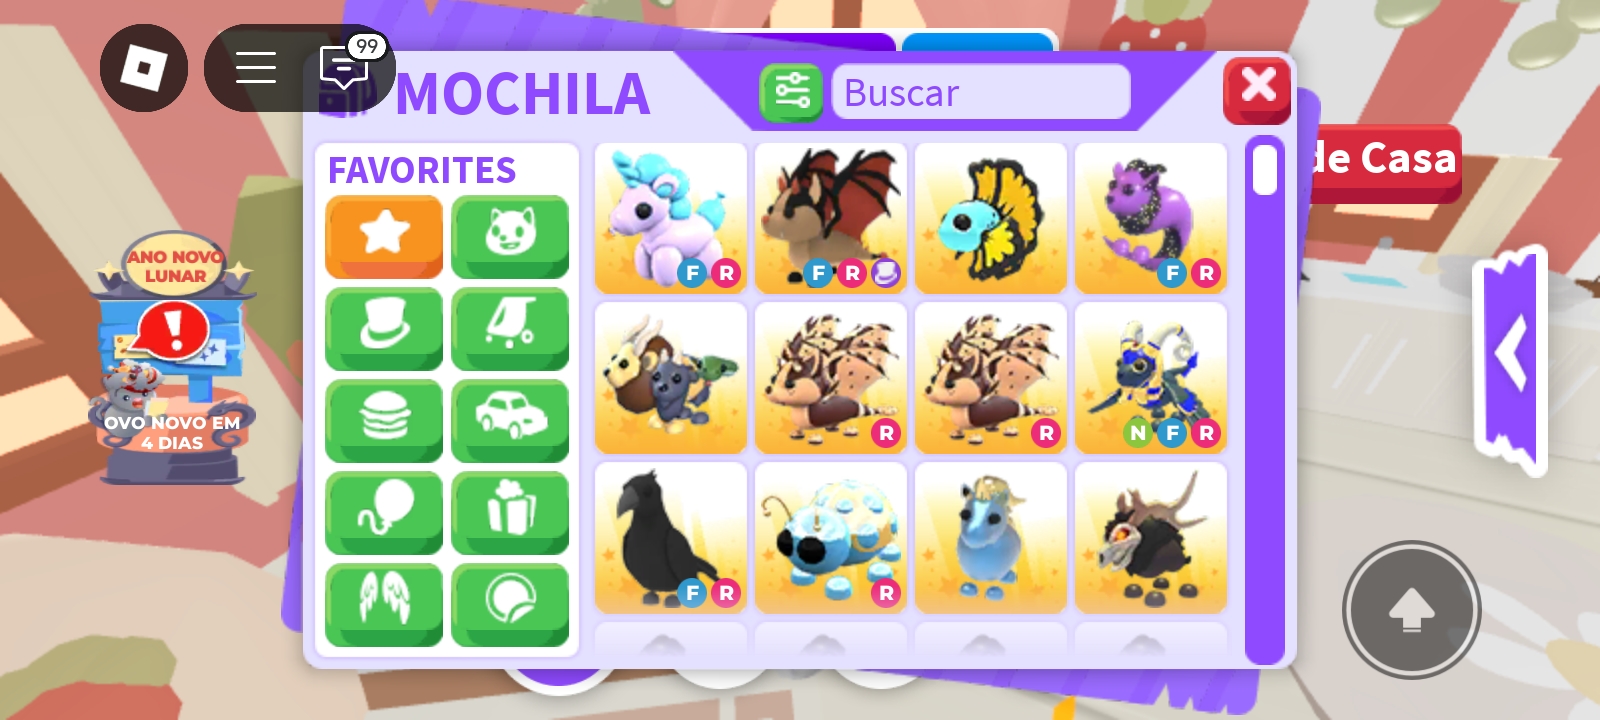 99
MOCHILA
Buscar
FAVORITES
de Casa
ANO NOVO
LUNAR
!
OVO NOVO EM
4 DIAS
F R
F R
F R
R
R
N F R
F R
R